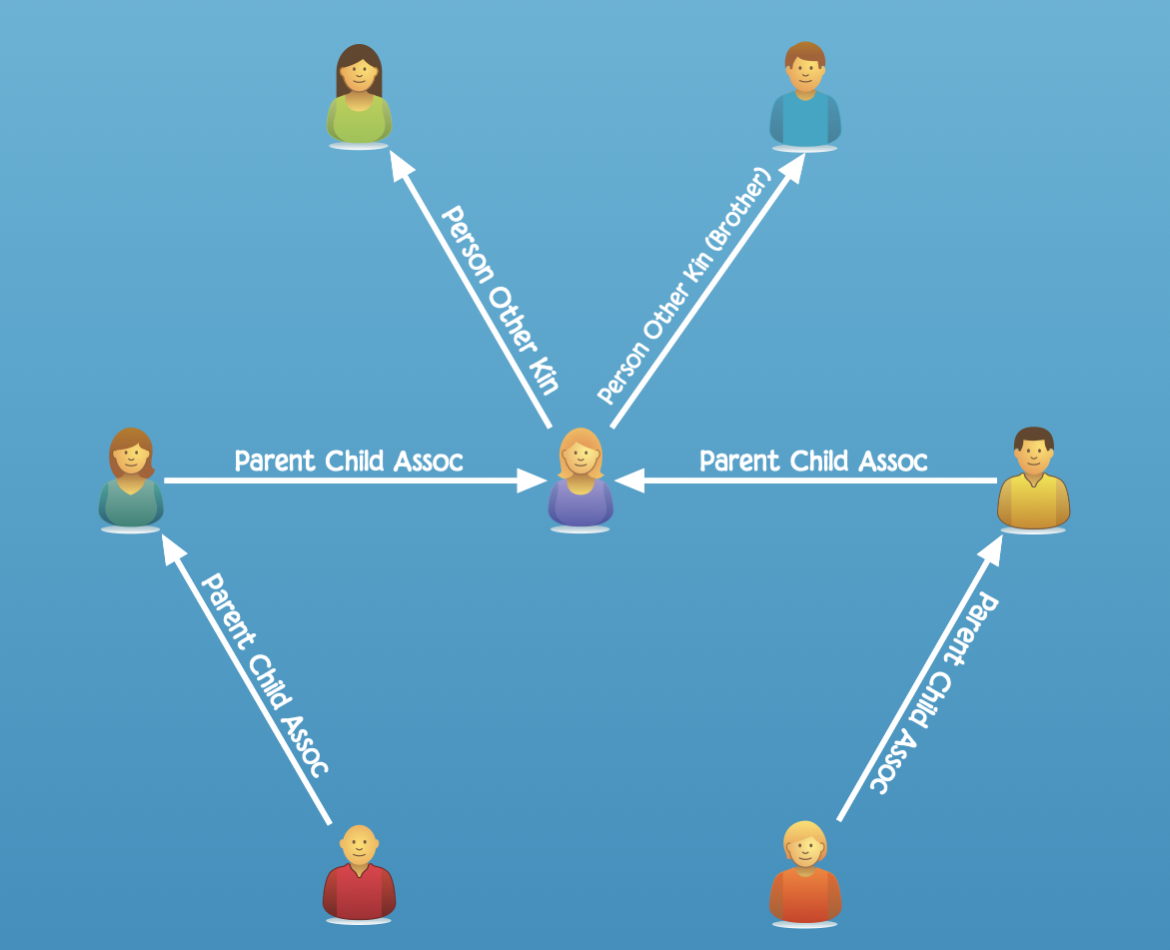 Person Other Kin
Person Other Kin (Brother)
Parent Child Assoc
Parent Child Assoc
Parent Child Assoc
Parent Child Assoc